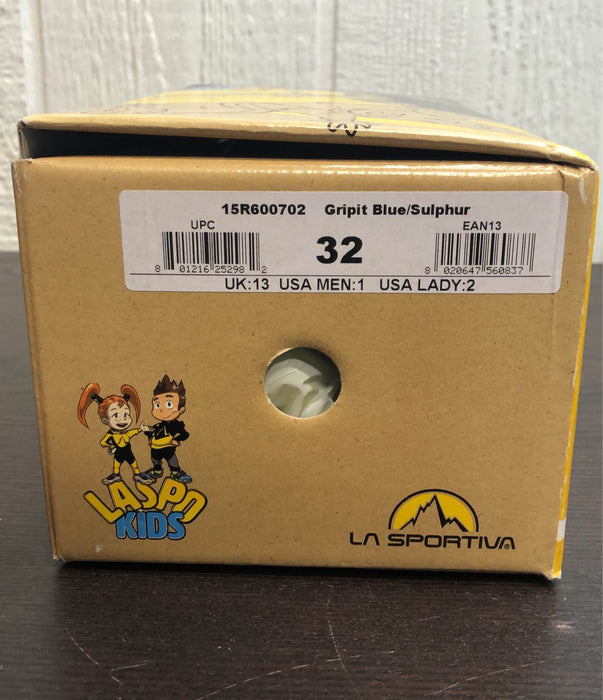 15R600702 Gripit Blue/Sulphur
UPC
EAN13
32
8 01216 25298 2
8 020647 560837
UK:13 USA MEN:1 USA LADY:2
LASPO
KIDS
LA SPORTIVA®